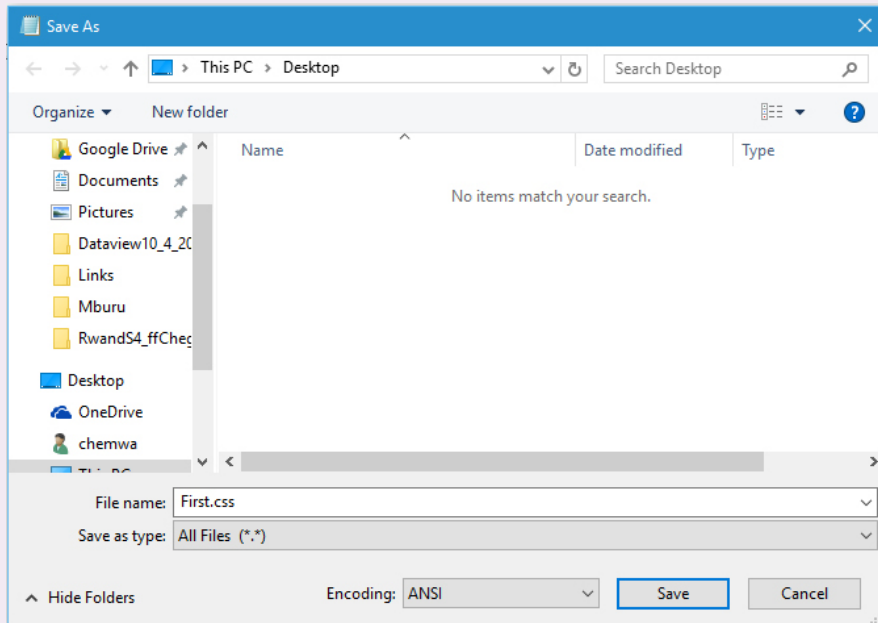 Save As
This PC > Desktop
Search Desktop
Organize
New folder
?
Google Drive
Documents
Pictures
Dataview10_4_20
Links
Mburu
RwandS4_ffCheg
Desktop
OneDrive
chemwa
This PC
Name
Date modified
Type
No items match your search.
File name: First.css
Save as type: All Files (*.*)
Hide Folders
Encoding: ANSI
Save
Cancel